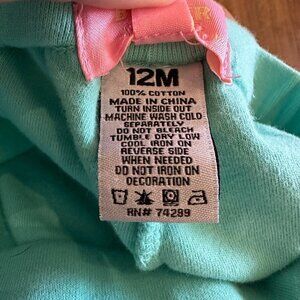 12M
100% COTTON
MADE IN CHINA
TURN INSIDE OUT
MACHINE WASH COLD
SEPARATELY
DO NOT BLEACH
TUMBLE DRY LOW
COOL IRON ON
REVERSE SIDE
WHEN NEEDED
DO NOT IRON ON
DECORATION
RN# 74299